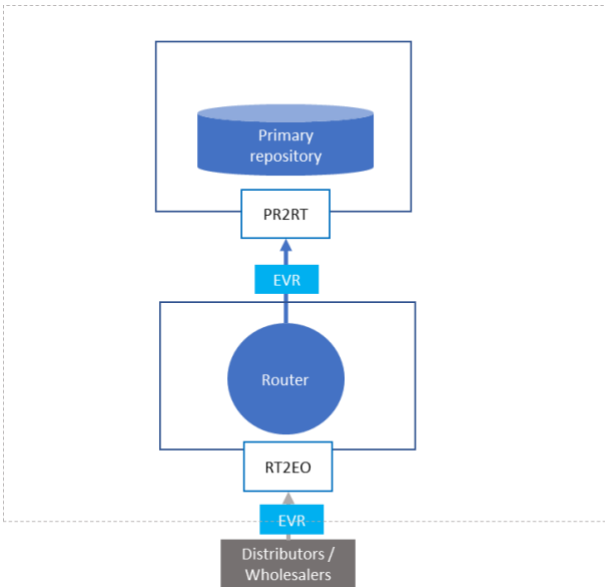 Primary
repository
PR2RT
EVR
Router
RT2EO
EVR
Distributors /
Wholesalers